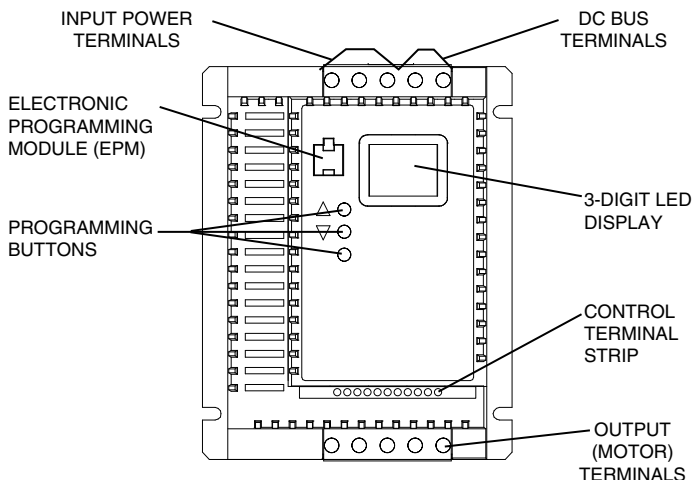 INPUT POWER
TERMINALS
DC BUS
TERMINALS
ELECTRONIC
PROGRAMMING
MODULE (EPM)
3-DIGIT LED
DISPLAY
PROGRAMMING
BUTTONS
CONTROL
TERMINAL
STRIP
OUTPUT
(MOTOR)
TERMINALS